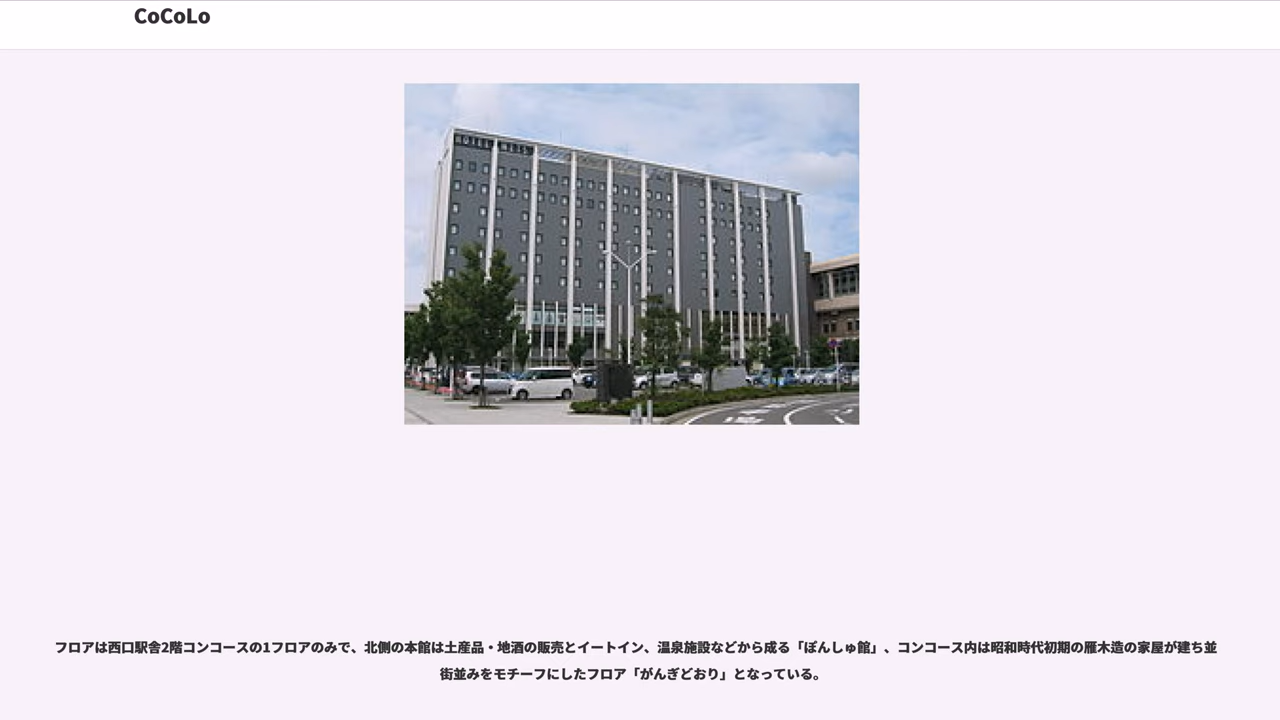 CoCoLo
フロアは西口駅舎2階コンコースの1フロアのみで、北側の本館は土産品・地酒の販売とイートイン、温泉施設などから成る「ぽんしゅ館」、コンコース内は昭和時代初期の雁木造の家屋が建ち並
街並みをモチーフにしたフロア「がんぎどおり」となっている。